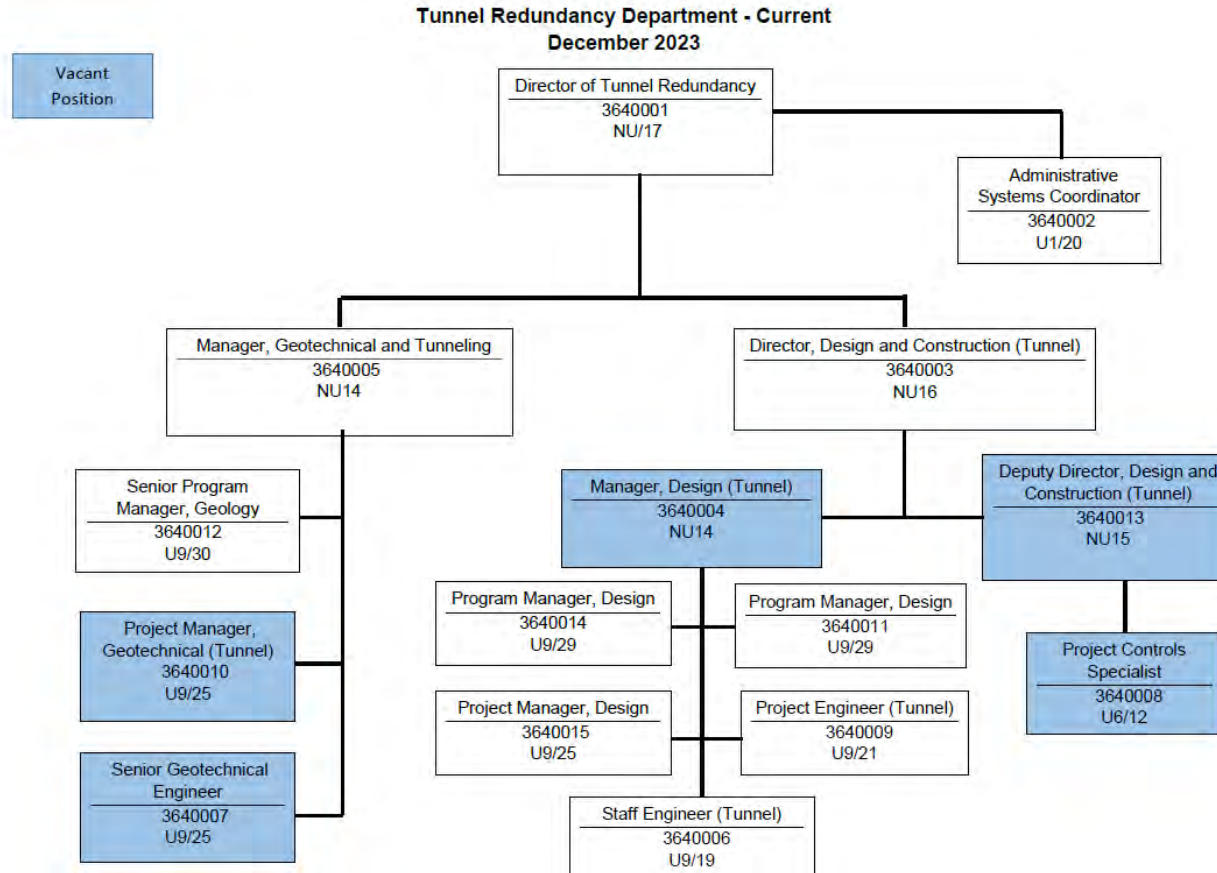 Tunnel Redundancy Department - Current
December 2023
Vacant
Position
Director of Tunnel Redundancy
3640001
NU/17
Administrative
Systems Coordinator
3640002
U1/20
Manager, Geotechnical and Tunneling
3640005
NU14
Director, Design and Construction (Tunnel)
3640003
NU16
Senior Program
Manager, Geology
3640012
U9/30
Project Manager,
Geotechnical (Tunnel)
3640010
U9/25
Senior Geotechnical
Engineer
3640007
U9/25
Manager, Design (Tunnel)
3640004
NU14
Deputy Director, Design and
Construction (Tunnel)
3640013
NU15
Program Manager, Design
3640014
U9/29
Program Manager, Design
3640011
U9/29
Project Manager, Design
3640015
U9/25
Project Engineer (Tunnel)
3640009
U9/21
Staff Engineer (Tunnel)
3640006
U9/19
Project Controls
Specialist
3640008
U6/12